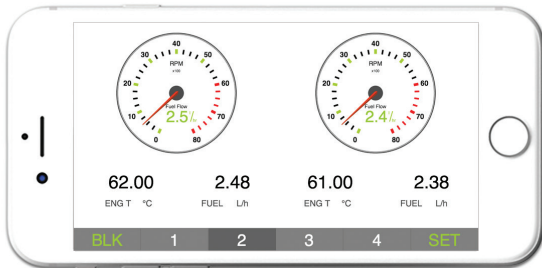 40
30 50
RPM
x100
20 60
10 70
Fuel Flow
2.5
0 80
40
30 50
RPM
x100
20 60
10 70
Fuel Flow
2.4
0 80
62.00 2.48
ENG T °C FUEL L/h
61.00 2.38
ENG T °C FUEL L/h
BLK 1 2 3 4 SET